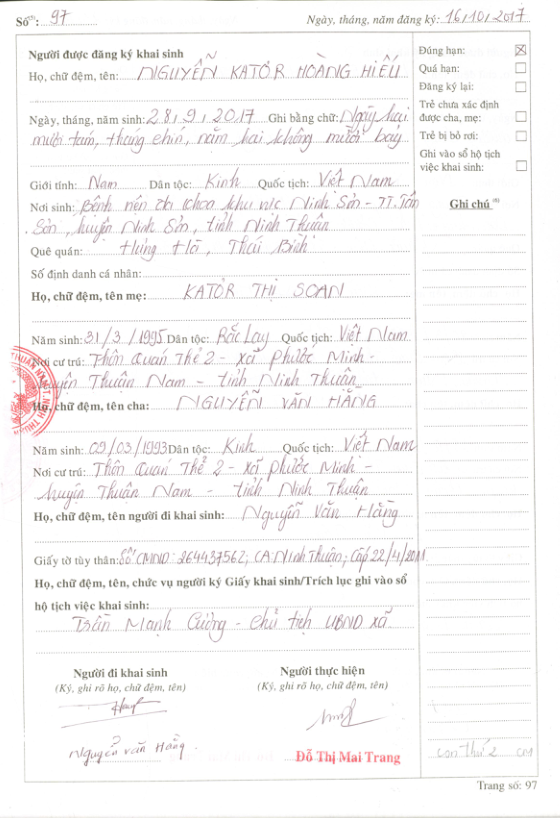 Số⁽⁵⁾: 97
Ngày, tháng, năm đăng ký: 16/10/2017
Người được đăng ký khai sinh
Họ, chữ đệm, tên: NGUYỄN KATOR HOÀNG HIẾU
Ngày, tháng, năm sinh: 28/9/2017 Ghi bằng chữ: Ngày hai
mươi tám, tháng chín, năm hai không mười bảy
Giới tính: Nam Dân tộc: Kinh Quốc tịch: Việt Nam
Nơi sinh: Bệnh viện đa khoa khu vực Ninh Sơn - TT. Tân
Sơn, huyện Ninh Sơn, tỉnh Ninh Thuận
Quê quán: Hưng Hà, Thái Bình
Số định danh cá nhân:
Họ, chữ đệm, tên mẹ: KATƠR THỊ SOAN
Năm sinh: 31/3/1995 Dân tộc: Răc Lay Quốc tịch: Việt Nam
Nơi cư trú: Thôn Quán Thẻ 2 - xã Phước Minh -
huyện Thuận Nam - tỉnh Ninh Thuận
Họ, chữ đệm, tên cha: NGUYỄN VĂN HẰNG
Năm sinh: 09/03/1993 Dân tộc: Kinh Quốc tịch: Việt Nam
Nơi cư trú: Thôn Quán Thẻ 2 - xã Phước Minh -
huyện Thuận Nam - tỉnh Ninh Thuận
Họ, chữ đệm, tên người đi khai sinh: Nguyễn Văn Hằng
Giấy tờ tùy thân: Số CMND: 264437562; CA Ninh Thuận; Cấp 22/4/2011
Họ, chữ đệm, tên, chức vụ người ký Giấy khai sinh/Trích lục ghi vào sổ
hộ tịch việc khai sinh:
Trần Mạnh Cường - Chủ tịch UBND xã
Người đi khai sinh
(Ký, ghi rõ họ, chữ đệm, tên)
Nguyễn Văn Hằng
Người thực hiện
(Ký, ghi rõ họ, chữ đệm, tên)
Đỗ Thị Mai Trang
Đúng hạn: ☒
Quá hạn: ☐
Đăng ký lại: ☐
Trẻ chưa xác định
được cha, mẹ: ☐
Trẻ bị bỏ rơi: ☐
Ghi vào sổ hộ tịch
việc khai sinh: ☐
Ghi chú ⁽⁶⁾
con thứ 2 CM
Trang số: 97